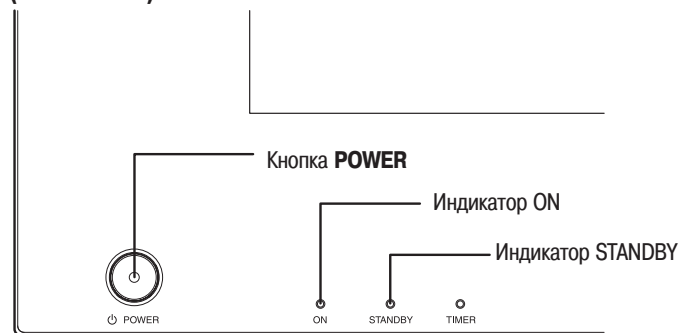 Кнопка POWER
Индикатор ON
Индикатор STANDBY
⏻ POWER
ON
STANDBY
TIMER